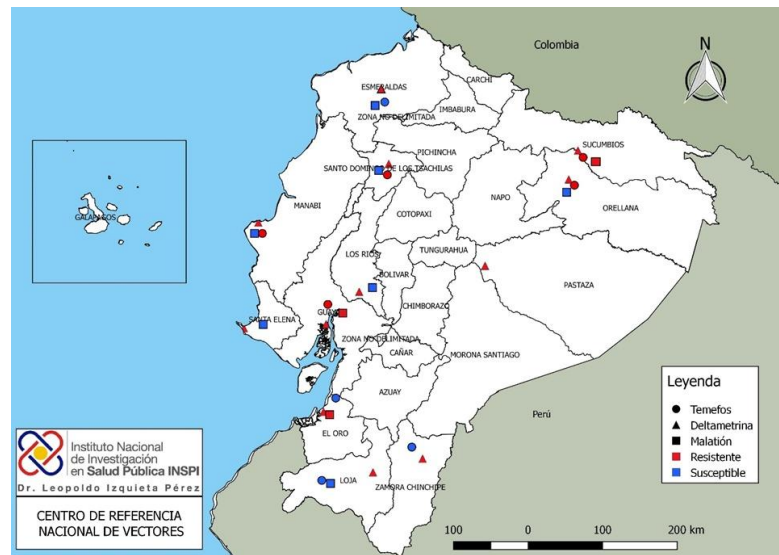 Colombia
N
CARCHI
ESMERALDAS
IMBABURA
ZONA NO DELIMITADA
SUCUMBIOS
PICHINCHA
SANTO DOMINGO DE LOS TSACHILAS
NAPO
ORELLANA
MANABI
COTOPAXI
GALAPAGOS
TUNGURAHUA
LOS RIOS
BOLIVAR
PASTAZA
CHIMBORAZO
GUAYAS
SANTA ELENA
ZONA NO DELIMITADA
CAÑAR
MORONA SANTIAGO
AZUAY
Perú
EL ORO
LOJA
ZAMORA CHINCHIPE
Leyenda
Temefos
Deltametrina
Malatión
Resistente
Susceptible
Instituto Nacional
de Investigación
en Salud Pública INSPI
Dr. Leopoldo Izquieta Pérez
CENTRO DE REFERENCIA
NACIONAL DE VECTORES
100 0 100 200 km